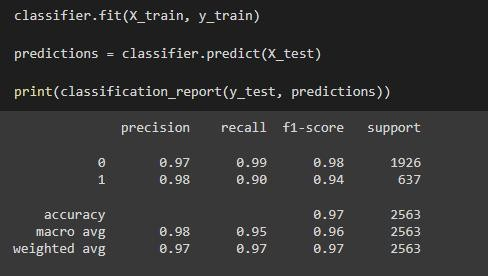 classifier.fit(X_train, y_train)
predictions = classifier.predict(X_test)
print(classification_report(y_test, predictions))
precision recall f1-score support
0 0.97 0.99 0.98 1926
1 0.98 0.90 0.94 637
accuracy 0.97 2563
macro avg 0.98 0.95 0.96 2563
weighted avg 0.97 0.97 0.97 2563